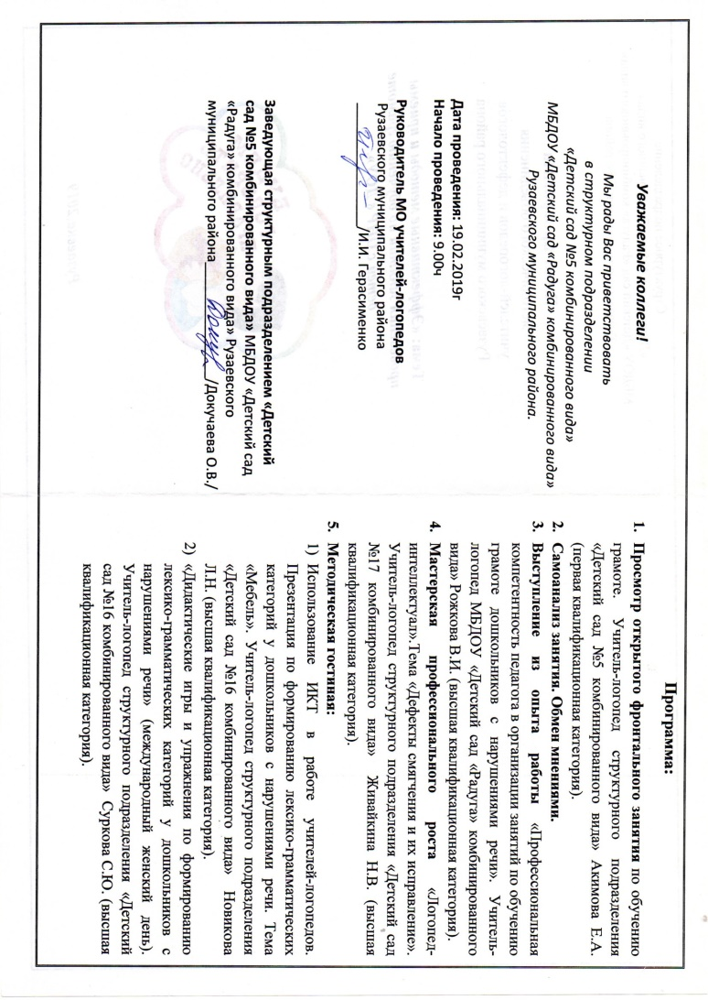 Уважаемые коллеги!
Мы рады Вас приветствовать
в структурном подразделении
«Детский сад №5 комбинированного вида»
МБДОУ «Детский сад «Радуга» комбинированного вида»
Рузаевского муниципального района.
Дата проведения: 19.02.2019г
Начало проведения: 9.00ч
Руководитель МО учителей-логопедов
Рузаевского муниципального района
/И.И. Герасименко
Заведующая структурным подразделением «Детский
сад №5 комбинированного вида» МБДОУ «Детский сад
«Радуга» комбинированного вида» Рузаевского
муниципального района /Докучаева О.В./
Программа:
1. Просмотр открытого фронтального занятия по обучению
грамоте. Учитель-логопед структурного подразделения
«Детский сад №5 комбинированного вида» Акимова Е.А.
(первая квалификационная категория).
2. Самоанализ занятия. Обмен мнениями.
3. Выступление из опыта работы «Профессиональная
компетентность педагога в организации занятий по обучению
грамоте дошкольников с нарушениями речи». Учитель-
логопед МБДОУ «Детский сад «Радуга» комбинированного
вида» Рожкова В.И. (высшая квалификационная категория).
4. Мастерская профессионального роста «Логопед-
интеллектуал».Тема «Дефекты смягчения и их исправление».
Учитель-логопед структурного подразделения «Детский сад
№17 комбинированного вида» Живайкина Н.В. (высшая
квалификационная категория).
5. Методическая гостиная:
1) Использование ИКТ в работе учителей-логопедов.
Презентация по формированию лексико-грамматических
категорий у дошкольников с нарушениями речи. Тема
«Мебель». Учитель-логопед структурного подразделения
«Детский сад №16 комбинированного вида» Новикова
Л.Н. (высшая квалификационная категория).
2) «Дидактические игры и упражнения по формированию
лексико-грамматических категорий у дошкольников с
нарушениями речи» (международный женский день).
Учитель-логопед структурного подразделения «Детский
сад №16 комбинированного вида» Суркова С.Ю. (высшая
квалификационная категория).